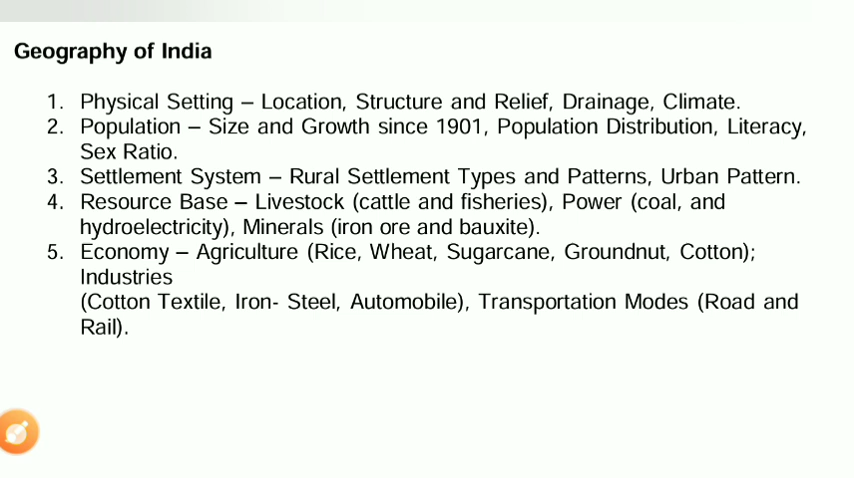 Geography of India
1. Physical Setting – Location, Structure and Relief, Drainage, Climate.
2. Population – Size and Growth since 1901, Population Distribution, Literacy,
Sex Ratio.
3. Settlement System – Rural Settlement Types and Patterns, Urban Pattern.
4. Resource Base – Livestock (cattle and fisheries), Power (coal, and
hydroelectricity), Minerals (iron ore and bauxite).
5. Economy – Agriculture (Rice, Wheat, Sugarcane, Groundnut, Cotton);
Industries
(Cotton Textile, Iron- Steel, Automobile), Transportation Modes (Road and
Rail).